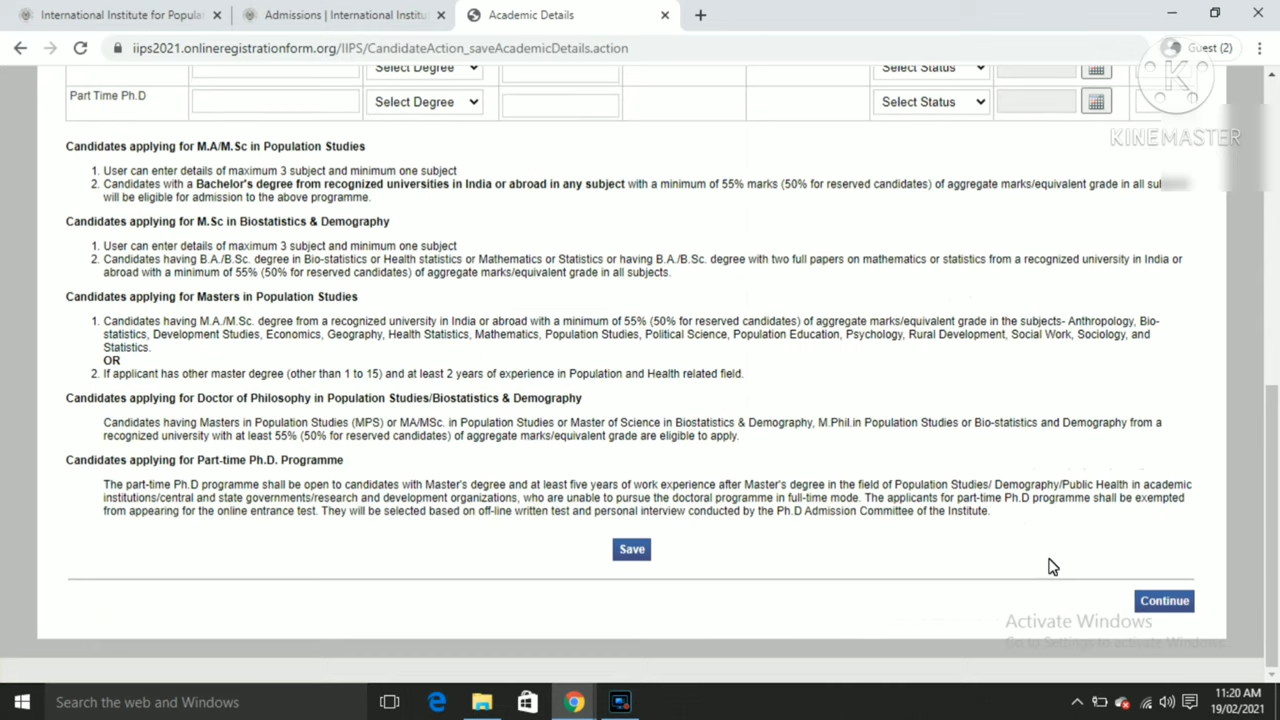 International Institute for Popula
Admissions | International Institu
Academic Details
iips2021.onlineregistrationform.org/IIPS/CandidateAction_saveAcademicDetails.action
Guest (2)
K
KINEMASTER
Select Degree
Select Status
Part Time Ph.D
Select Degree
Select Status
Candidates applying for M.A/M.Sc in Population Studies
1. User can enter details of maximum 3 subject and minimum one subject
2. Candidates with a Bachelor's degree from recognized universities in India or abroad in any subject with a minimum of 55% marks (50% for reserved candidates) of aggregate marks/equivalent grade in all
will be eligible for admission to the above programme.
Candidates applying for M.Sc in Biostatistics & Demography
1. User can enter details of maximum 3 subject and minimum one subject
2. Candidates having B.A./B.Sc. degree in Bio-statistics or Health statistics or Mathematics or Statistics or having B.A./B.Sc. degree with two full papers on mathematics or statistics from a recognized university in India or
abroad with a minimum of 55% (50% for reserved candidates) of aggregate marks/equivalent grade in all subjects.
Candidates applying for Masters in Population Studies
1. Candidates having M.A./M.Sc. degree from a recognized university in India or abroad with a minimum of 55% (50% for reserved candidates) of aggregate marks/equivalent grade in the subjects- Anthropology, Bio-
statistics, Development Studies, Economics, Geography, Health Statistics, Mathematics, Population Studies, Political Science, Population Education, Psychology, Rural Development, Social Work, Sociology, and
Statistics.
OR
2. If applicant has other master degree (other than 1 to 15) and at least 2 years of experience in Population and Health related field.
Candidates applying for Doctor of Philosophy in Population Studies/Biostatistics & Demography
Candidates having Masters in Population Studies (MPS) or MA/MSc. in Population Studies or Master of Science in Biostatistics & Demography, M.Phil.in Population Studies or Bio-statistics and Demography from a
recognized university with at least 55% (50% for reserved candidates) of aggregate marks/equivalent grade are eligible to apply.
Candidates applying for Part-time Ph.D. Programme
The part-time Ph.D programme shall be open to candidates with Master's degree and at least five years of work experience after Master's degree in the field of Population Studies/ Demography/Public Health in academic
institutions/central and state governments/research and development organizations, who are unable to pursue the doctoral programme in full-time mode. The applicants for part-time Ph.D programme shall be exempted
from appearing for the online entrance test. They will be selected based on off-line written test and personal interview conducted by the Ph.D Admission Committee of the Institute.
Save
Continue
Activate Windows
Go to Settings to activate Windows.
Search the web and Windows
11:20 AM
19/02/2021